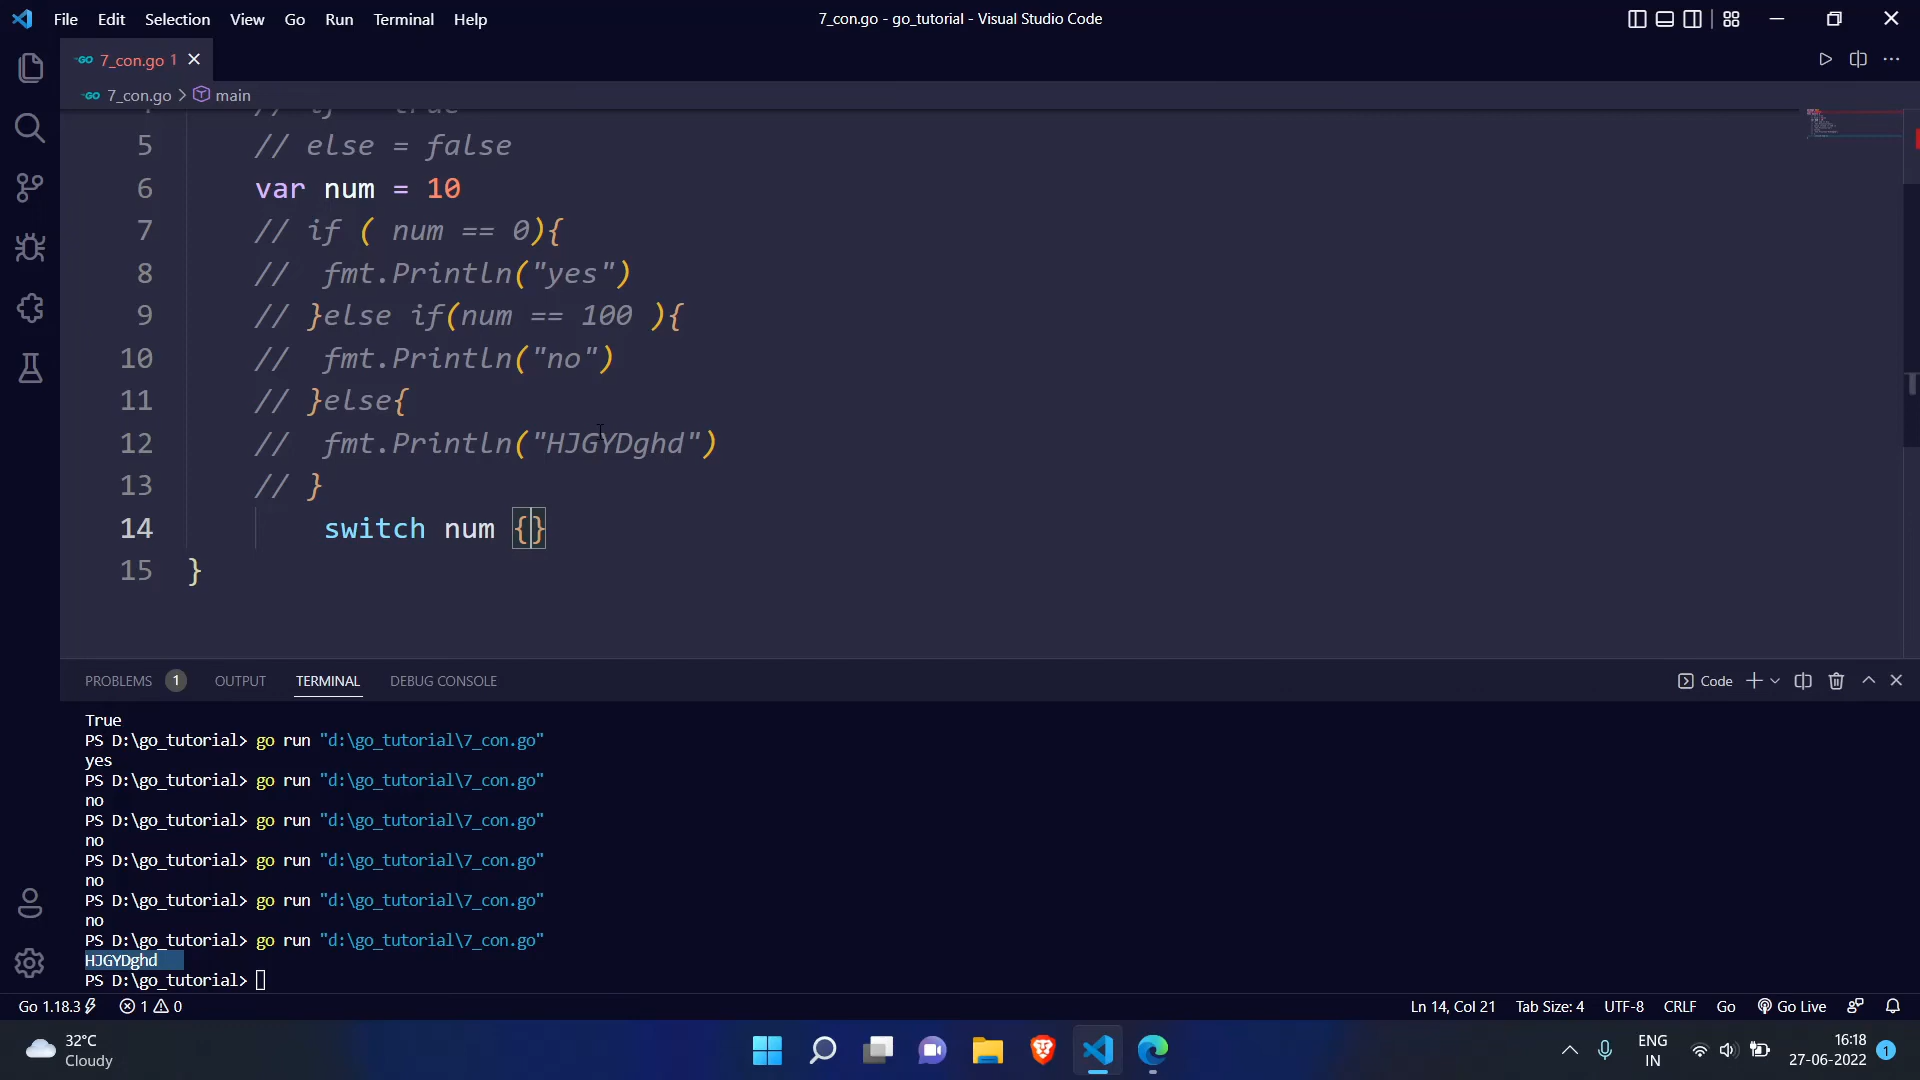 File Edit Selection View Go Run Terminal Help
7_con.go - go_tutorial - Visual Studio Code
GO 7_con.go 1
GO 7_con.go > main
5 // else = false
6 var num = 10
7 // if ( num == 0){
8 // fmt.Println("yes")
9 // }else if(num == 100 ){
10 // fmt.Println("no")
11 // }else{
12 // fmt.Println("HJGYDghd")
13 // }
14 switch num {}
15 }
PROBLEMS 1 OUTPUT TERMINAL DEBUG CONSOLE
Code
True
PS D:\go_tutorial> go run "d:\go_tutorial\7_con.go"
yes
PS D:\go_tutorial> go run "d:\go_tutorial\7_con.go"
no
PS D:\go_tutorial> go run "d:\go_tutorial\7_con.go"
no
PS D:\go_tutorial> go run "d:\go_tutorial\7_con.go"
no
PS D:\go_tutorial> go run "d:\go_tutorial\7_con.go"
no
PS D:\go_tutorial> go run "d:\go_tutorial\7_con.go"
HJGYDghd
PS D:\go_tutorial>
Go 1.18.3 1 0
Ln 14, Col 21 Tab Size: 4 UTF-8 CRLF Go Go Live
32°C
Cloudy
ENG
IN
16:18
27-06-2022
1